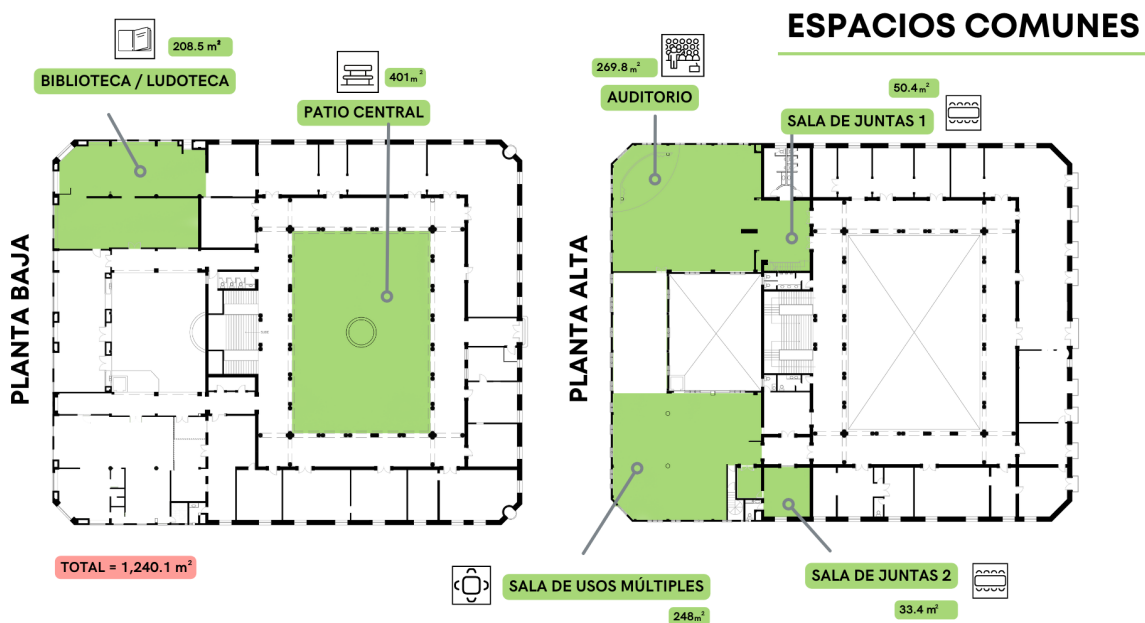 ESPACIOS COMUNES
208.5 m²
BIBLIOTECA / LUDOTECA
401 m²
PATIO CENTRAL
269.8 m²
AUDITORIO
50.4 m²
SALA DE JUNTAS 1
PLANTA BAJA
PLANTA ALTA
TOTAL = 1,240.1 m²
SALA DE USOS MÚLTIPLES
248 m²
SALA DE JUNTAS 2
33.4 m²